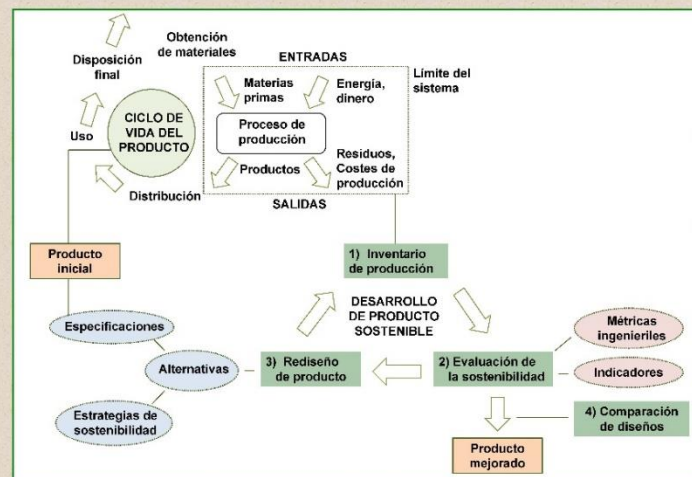 Obtención
de materiales
Disposición
final
ENTRADAS
Límite del
sistema
Materias
primas
Energía,
dinero
CICLO DE
VIDA DEL
PRODUCTO
Uso
Proceso de
producción
Productos
Residuos,
Costes de
producción
Distribución
SALIDAS
Producto
inicial
1) Inventario
de producción
DESARROLLO
DE PRODUCTO
SOSTENIBLE
Especificaciones
Alternativas
Estrategias de
sostenibilidad
3) Rediseño
de producto
2) Evaluación de
la sostenibilidad
Métricas
ingenieriles
Indicadores
4) Comparación
de diseños
Producto
mejorado